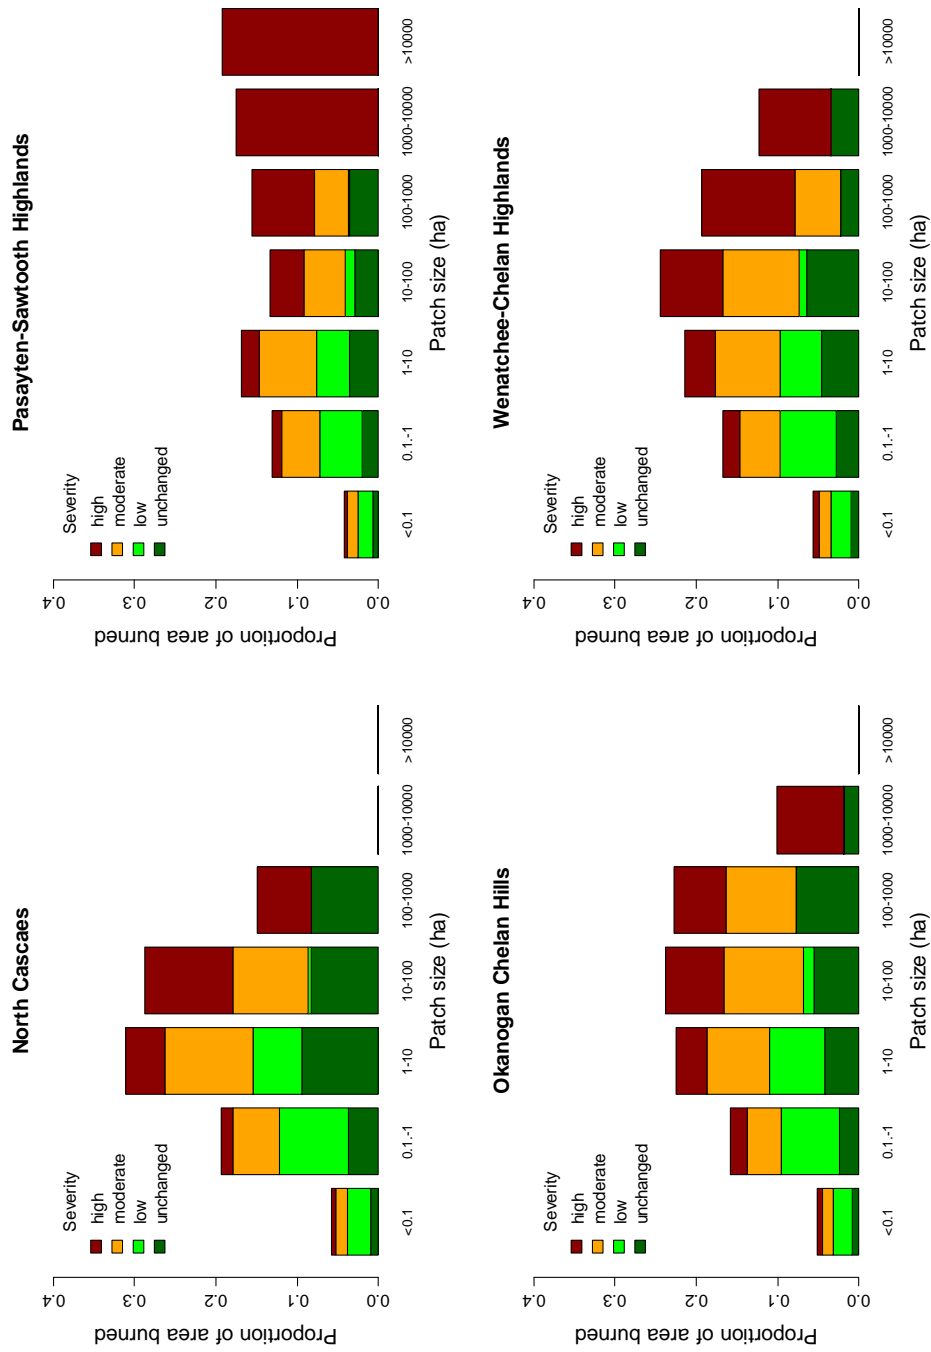 North Cascaes
Proportion of area burned
0.0
0.1
0.2
0.3
0.4
Severity
high
moderate
low
unchanged
<0.1
0.1.-1
1-10
10-100
100-1000
1000-10000
>10000
Patch size (ha)
Pasayten-Sawtooth Highlands
Proportion of area burned
0.0
0.1
0.2
0.3
0.4
Severity
high
moderate
low
unchanged
<0.1
0.1.-1
1-10
10-100
100-1000
1000-10000
>10000
Patch size (ha)
Okanogan Chelan Hills
Proportion of area burned
0.0
0.1
0.2
0.3
0.4
Severity
high
moderate
low
unchanged
<0.1
0.1.-1
1-10
10-100
100-1000
1000-10000
>10000
Patch size (ha)
Wenatchee-Chelan Highlands
Proportion of area burned
0.0
0.1
0.2
0.3
0.4
Severity
high
moderate
low
unchanged
<0.1
0.1.-1
1-10
10-100
100-1000
1000-10000
>10000
Patch size (ha)